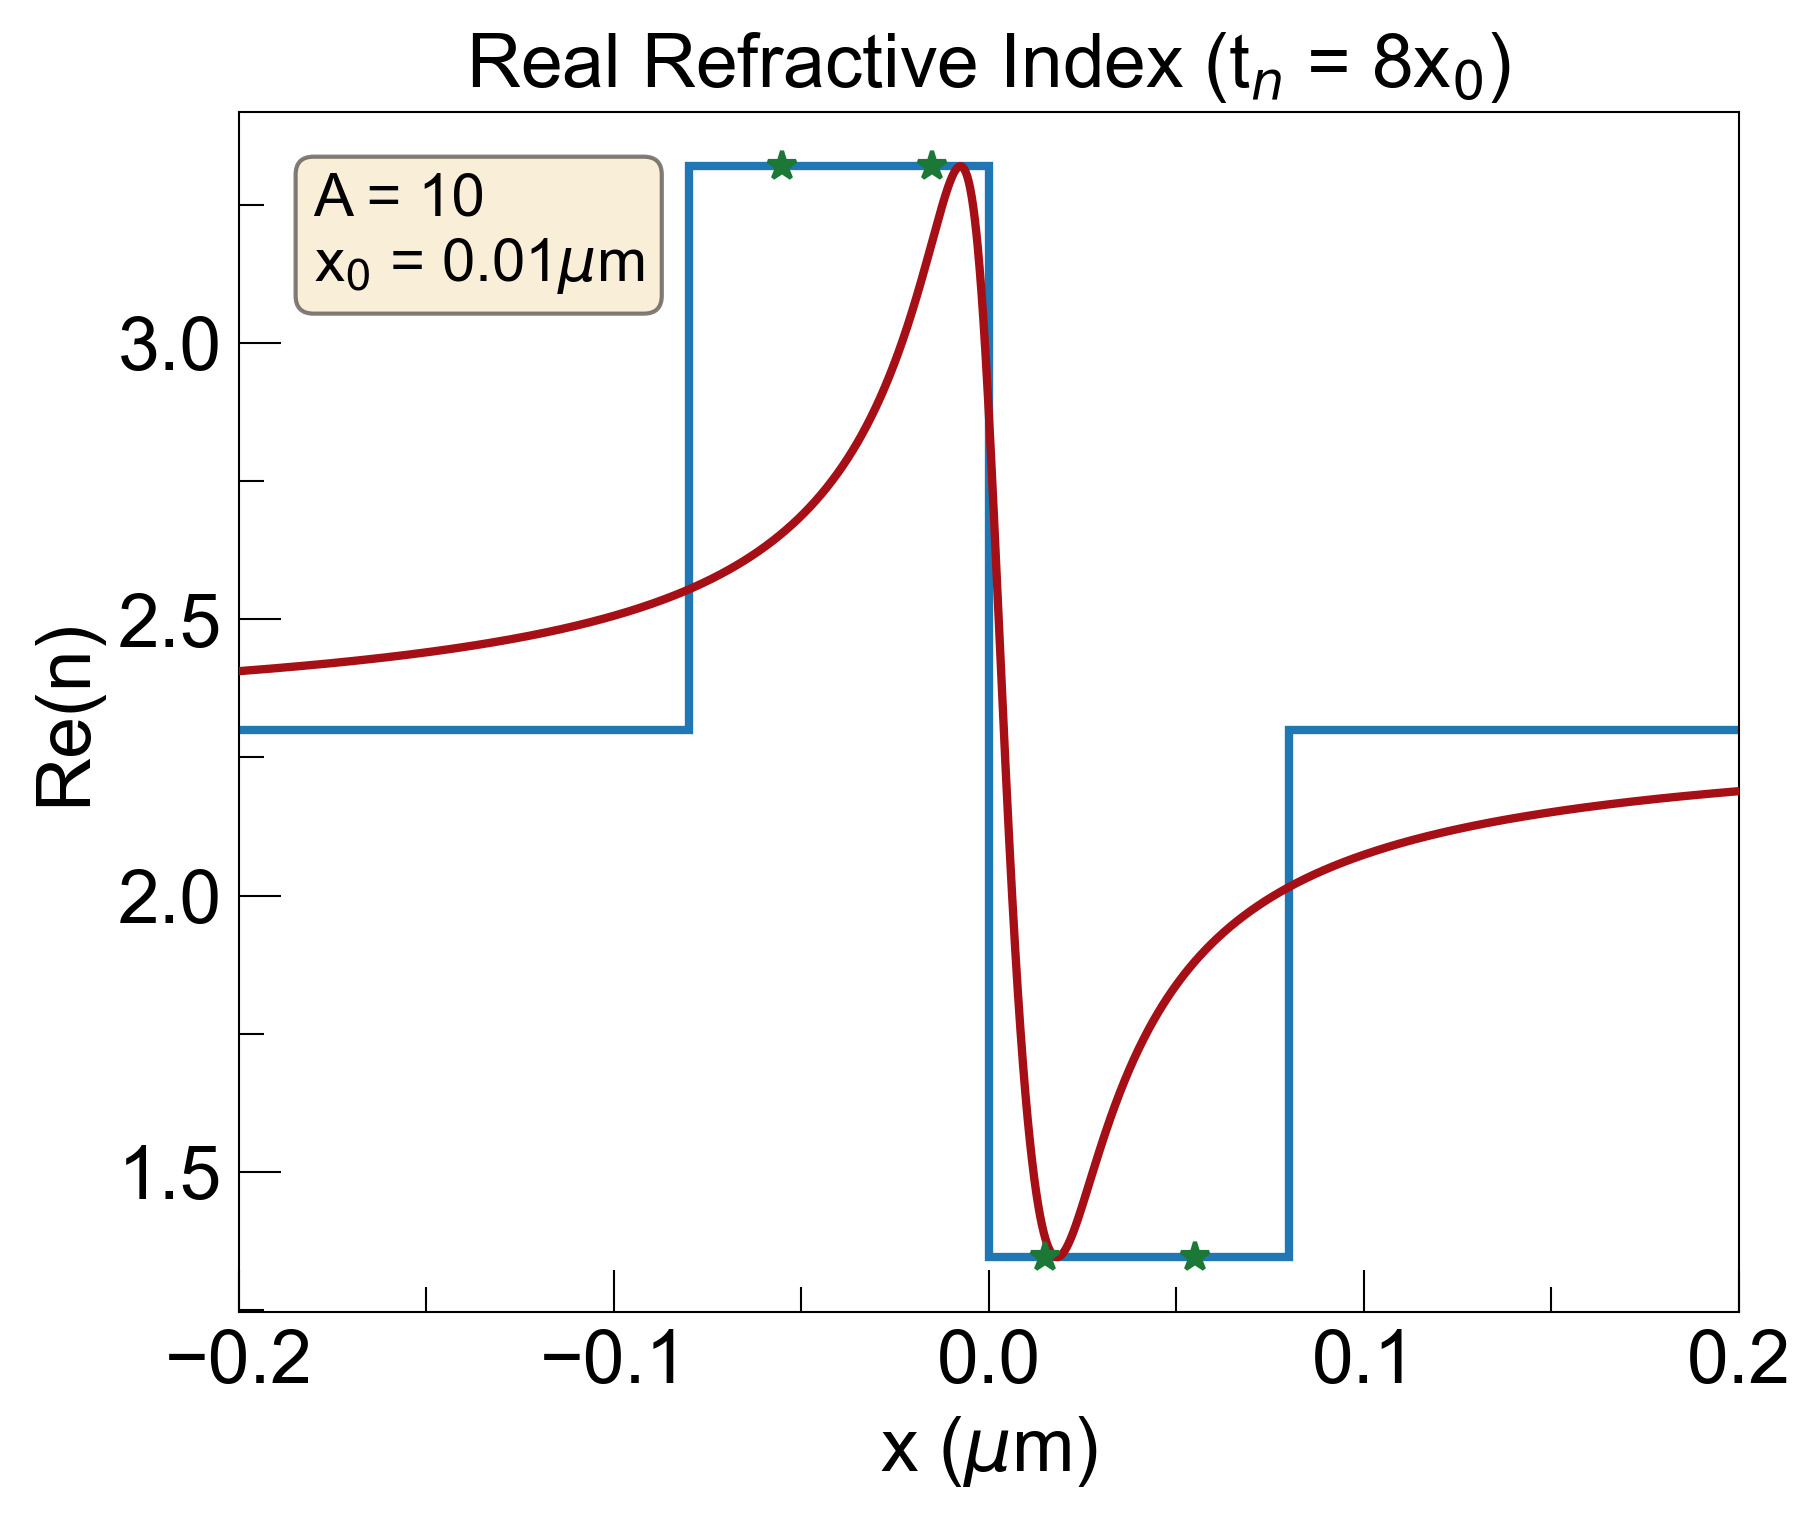 Real Refractive Index (tₙ = 8x₀)
A = 10
x₀ = 0.01μm
Re(n)
3.0
2.5
2.0
1.5
−0.2
−0.1
0.0
0.1
0.2
x (μm)